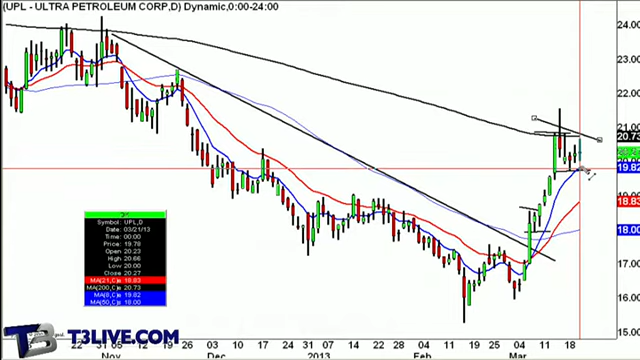 (UPL - ULTRA PETROLEUM CORP,D) Dynamic,0:00-24:00
24.00
23.00
22.00
21.00
20.73
19.82
18.83
18.00
17.00
16.00
Symbol: UPL,D
Date: 03/21/13
Time: 00:00
Price: 19.78
Open: 20.23
High: 20.66
Low: 20.00
Close: 20.27
MA(21,C)= 18.83
MA(200,C)= 20.73
MA(8,C)= 19.82
MA(50,C)= 18.00
T3 T3LIVE.COM
12 19 26 03 10 17 24 31 07 14 22 28 04 11 19 25 04 11 18
Nov Dec 2013 Feb Mar